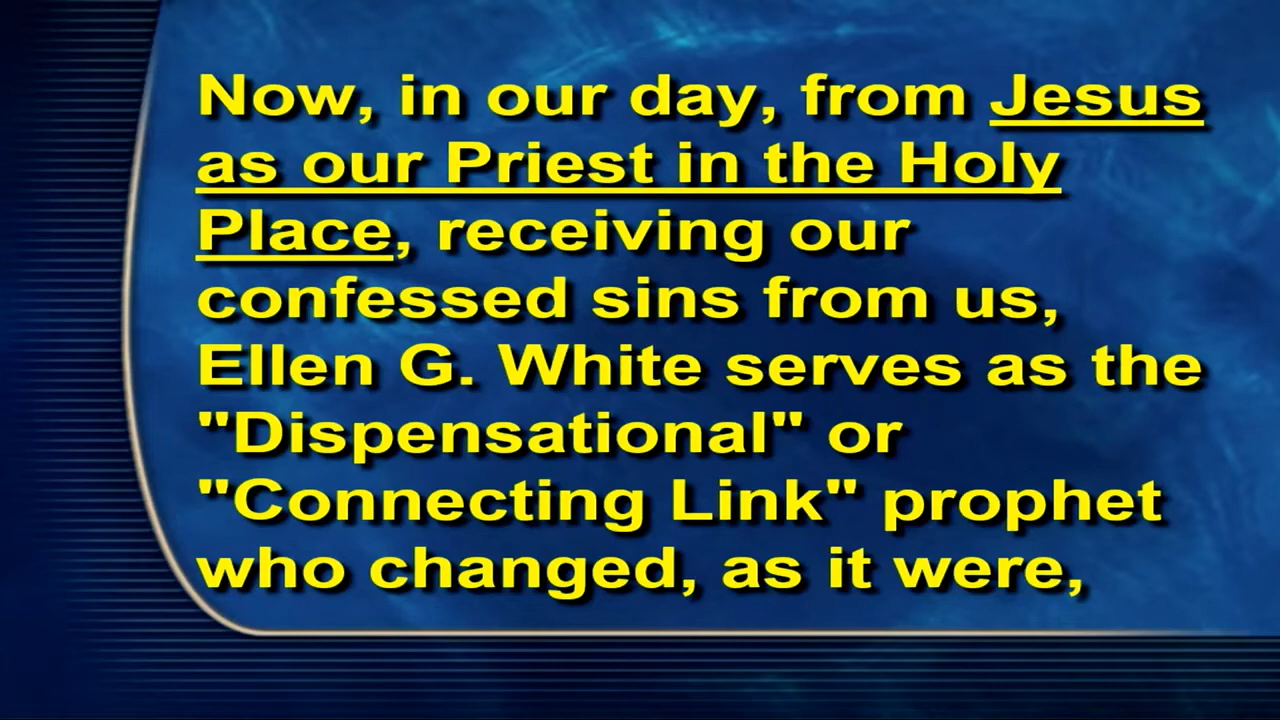 Now, in our day, from Jesus
as our Priest in the Holy
Place, receiving our
confessed sins from us,
Ellen G. White serves as the
"Dispensational" or
"Connecting Link" prophet
who changed, as it were,